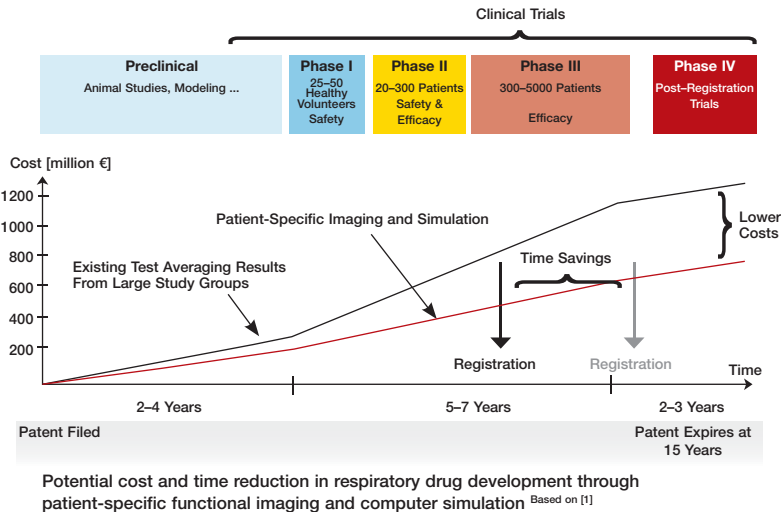 Clinical Trials
Preclinical
Animal Studies, Modeling ...
Phase I
25–50
Healthy
Volunteers
Safety
Phase II
20–300 Patients
Safety &
Efficacy
Phase III
300–5000 Patients
Efficacy
Phase IV
Post–Registration
Trials
Cost [million €]
1200
1000
800
600
400
200
Patient-Specific Imaging and Simulation
Existing Test Averaging Results
From Large Study Groups
Time Savings
Lower
Costs
Registration
Registration
Time
2–4 Years
5–7 Years
2–3 Years
Patent Filed
Patent Expires at
15 Years
Potential cost and time reduction in respiratory drug development through
patient-specific functional imaging and computer simulation Based on [1]